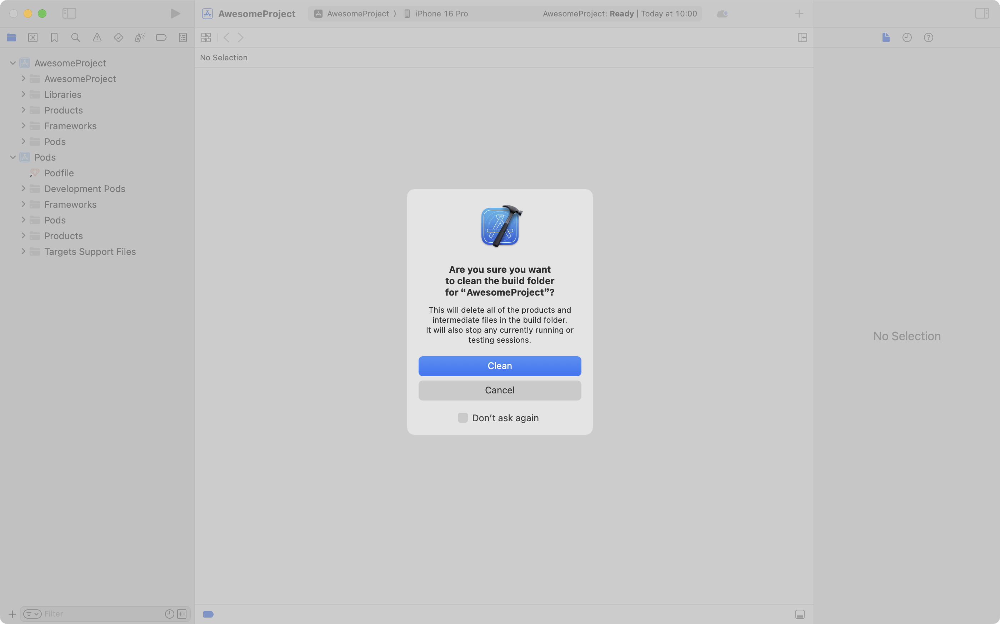 AwesomeProject
AwesomeProject 〉 iPhone 16 Pro
AwesomeProject: Ready | Today at 10:00
No Selection
AwesomeProject
AwesomeProject
Libraries
Products
Frameworks
Pods
Pods
Podfile
Development Pods
Frameworks
Pods
Products
Targets Support Files
Are you sure you want
to clean the build folder
for “AwesomeProject”?
This will delete all of the products and
intermediate files in the build folder.
It will also stop any currently running or
testing sessions.
Clean
Cancel
Don’t ask again
No Selection
Filter